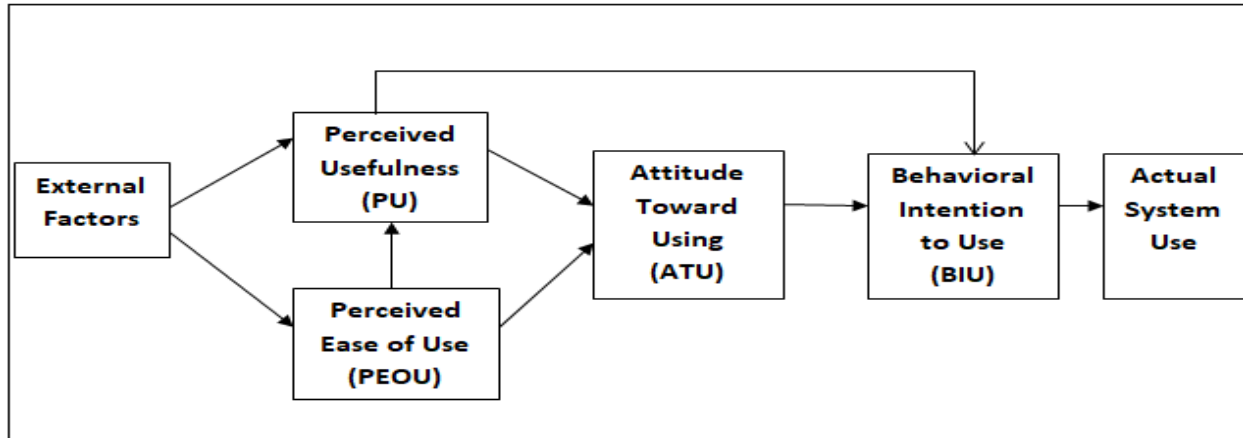 External
Factors
Perceived
Usefulness
(PU)
Perceived
Ease of Use
(PEOU)
Attitude
Toward
Using
(ATU)
Behavioral
Intention
to Use
(BIU)
Actual
System
Use